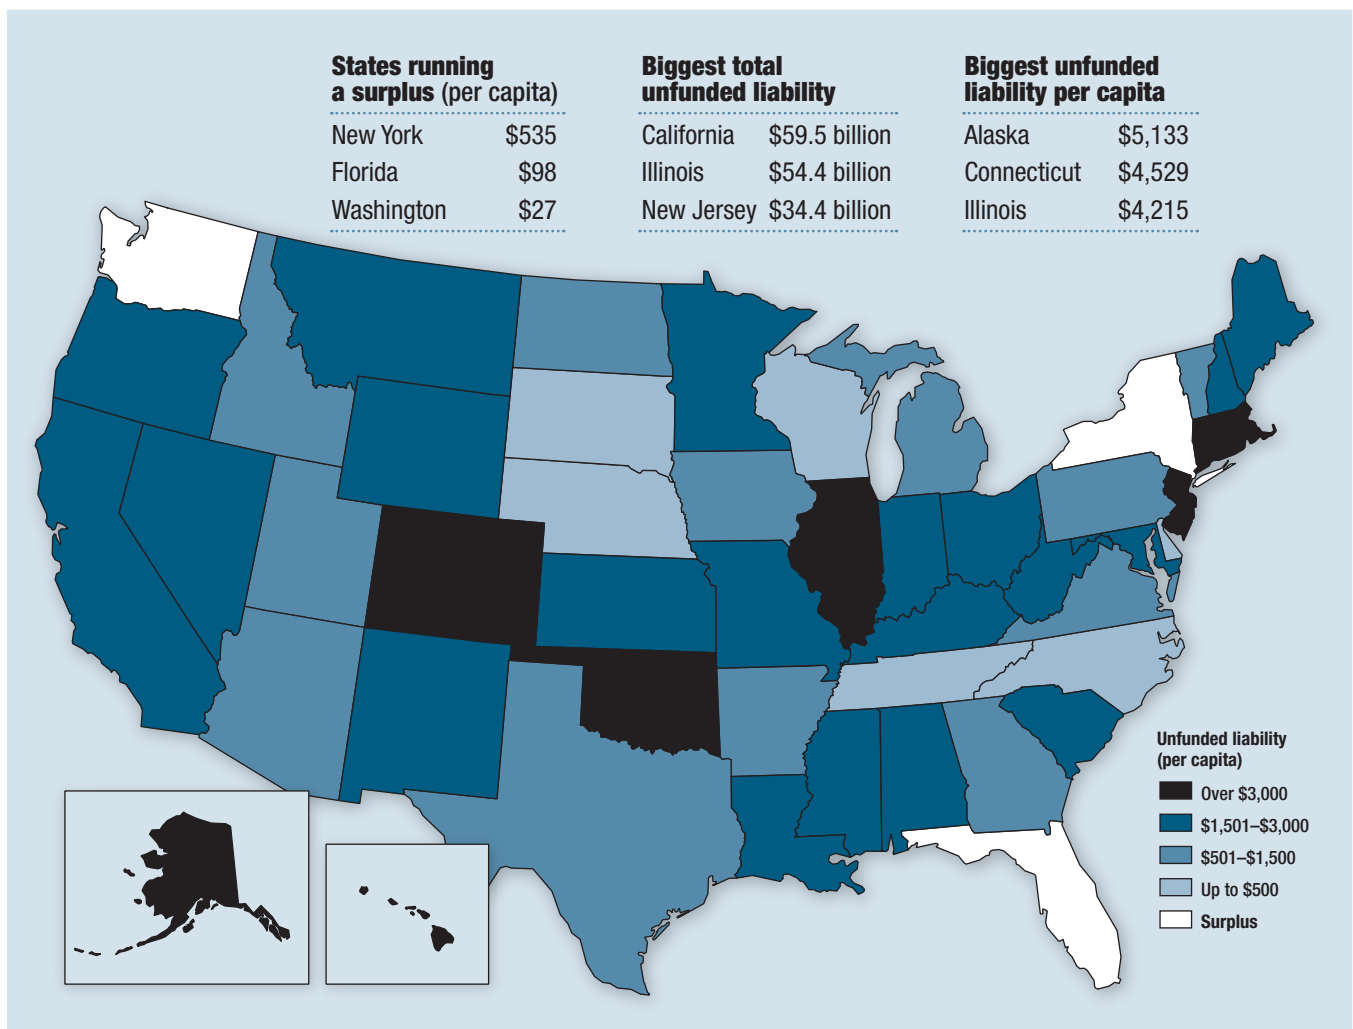 States running
a surplus (per capita)
New York $535
Florida $98
Washington $27
Biggest total
unfunded liability
California $59.5 billion
Illinois $54.4 billion
New Jersey $34.4 billion
Biggest unfunded
liability per capita
Alaska $5,133
Connecticut $4,529
Illinois $4,215
Unfunded liability
(per capita)
Over $3,000
$1,501–$3,000
$501–$1,500
Up to $500
Surplus